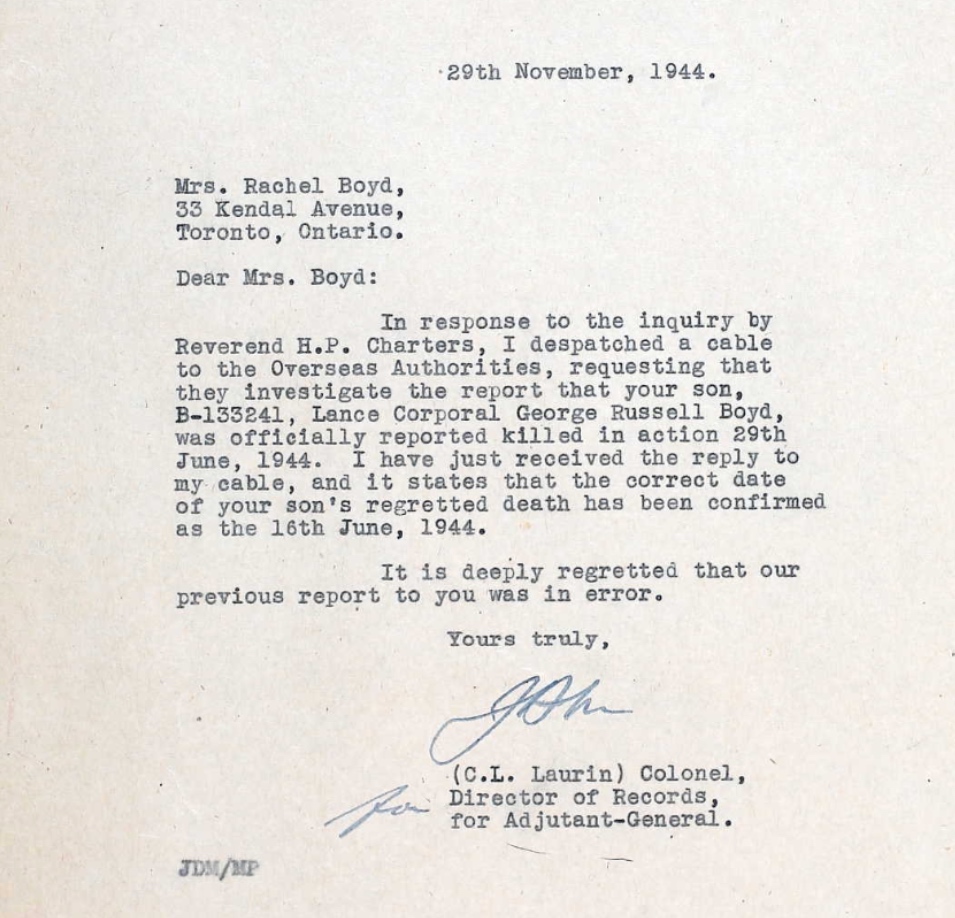 29th November, 1944.
Mrs. Rachel Boyd,
33 Kendal Avenue,
Toronto, Ontario.
Dear Mrs. Boyd:
In response to the inquiry by
Reverend H.P. Charters, I despatched a cable
to the Overseas Authorities, requesting that
they investigate the report that your son,
B-133241, Lance Corporal George Russell Boyd,
was officially reported killed in action 29th
June, 1944. I have just received the reply to
my cable, and it states that the correct date
of your son's regretted death has been confirmed
as the 16th June, 1944.
It is deeply regretted that our
previous report to you was in error.
Yours truly,
(C.L. Laurin) Colonel,
for Director of Records,
for Adjutant-General.
JDM/MP